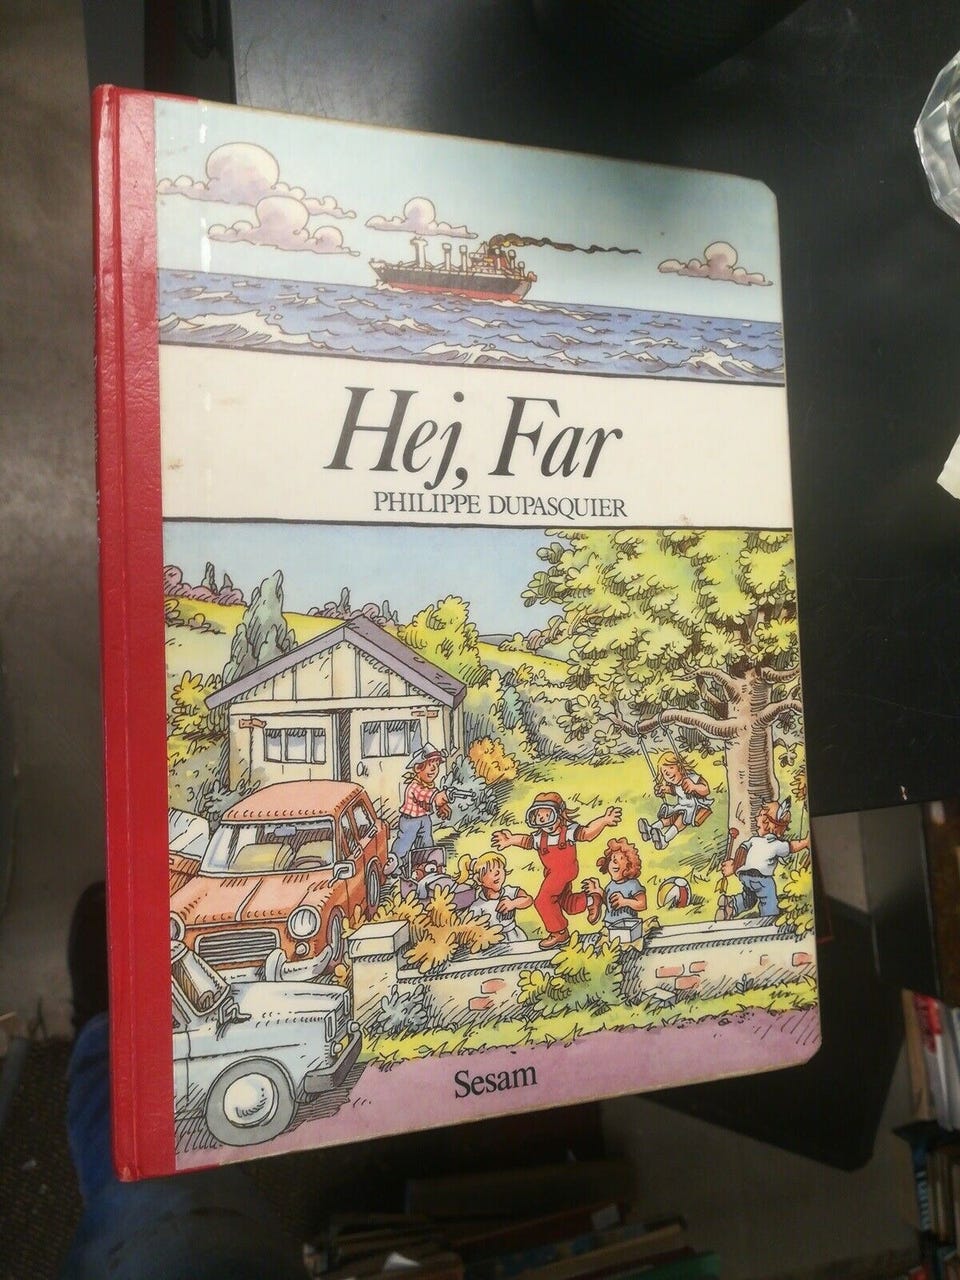 Hej, Far
PHILIPPE DUPASQUIER
Sesam